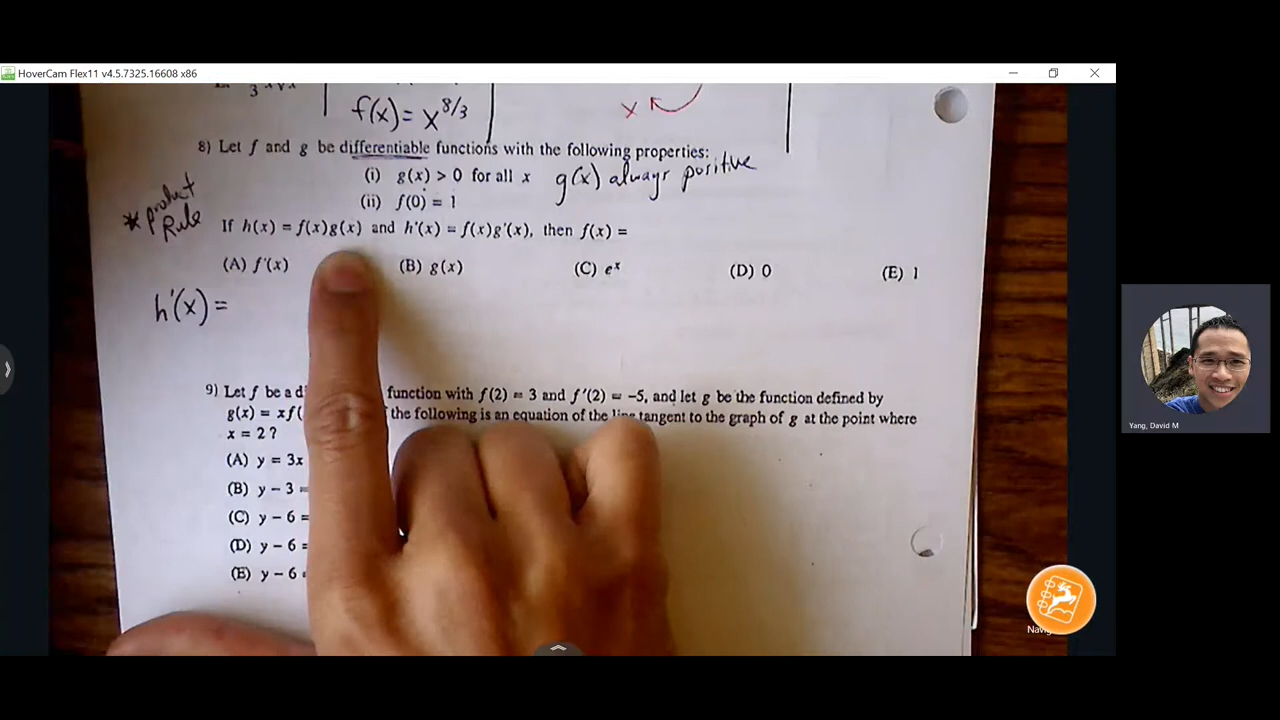 HoverCam Flex11 v4.5.7325.16608 x86
3
f(x) = x^8/3
x
8) Let f and g be differentiable functions with the following properties:
(i) g(x) > 0 for all x g(x) always positive
(ii) f(0) = 1
* Product Rule
If h(x) = f(x)g(x) and h'(x) = f(x)g'(x), then f(x) =
(A) f'(x) (B) g(x) (C) e^x (D) 0 (E) 1
h'(x) =
9) Let f be a di function with f(2) = 3 and f'(2) = -5, and let g be the function defined by
g(x) = xf( the following is an equation of the line tangent to the graph of g at the point where
x = 2?
(A) y = 3x
(B) y - 3 =
(C) y - 6 =
(D) y - 6 =
(E) y - 6
Yang, David M